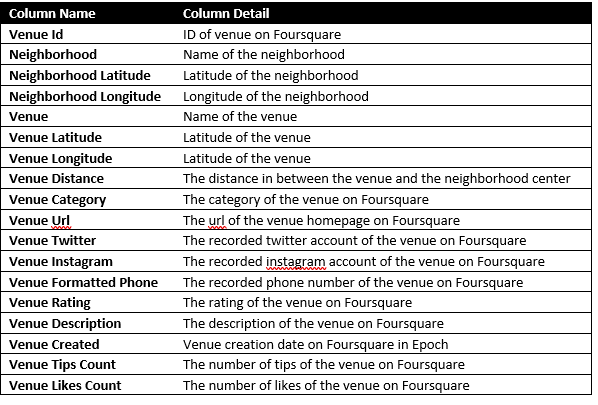 Column Name Column Detail
Venue Id ID of venue on Foursquare
Neighborhood Name of the neighborhood
Neighborhood Latitude Latitude of the neighborhood
Neighborhood Longitude Longitude of the neighborhood
Venue Name of the venue
Venue Latitude Latitude of the venue
Venue Longitude Latitude of the venue
Venue Distance The distance in between the venue and the neighborhood center
Venue Category The category of the venue on Foursquare
Venue Url The url of the venue homepage on Foursquare
Venue Twitter The recorded twitter account of the venue on Foursquare
Venue Instagram The recorded instagram account of the venue on Foursquare
Venue Formatted Phone The recorded phone number of the venue on Foursquare
Venue Rating The rating of the venue on Foursquare
Venue Description The description of the venue on Foursquare
Venue Created Venue creation date on Foursquare in Epoch
Venue Tips Count The number of tips of the venue on Foursquare
Venue Likes Count The number of likes of the venue on Foursquare